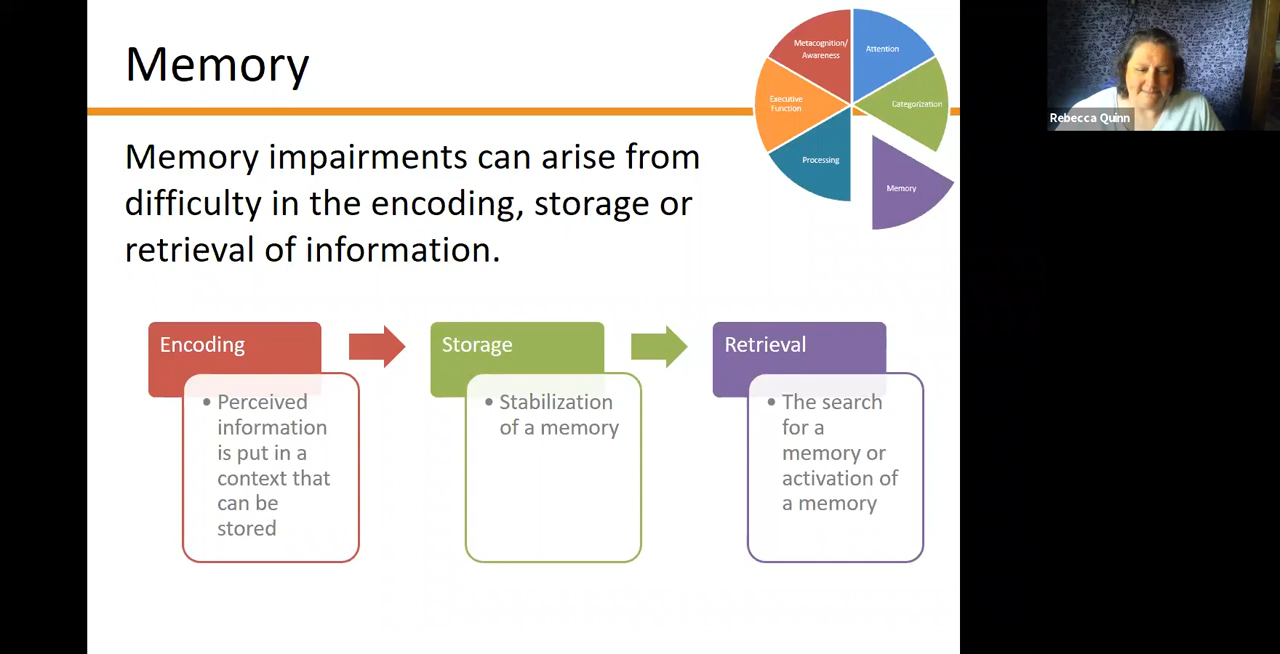 Memory
Metacognition/
Awareness
Attention
Executive
Function
Categorization
Processing
Memory
Rebecca Quinn
Memory impairments can arise from
difficulty in the encoding, storage or
retrieval of information.
Encoding
• Perceived
information
is put in a
context that
can be
stored
Storage
• Stabilization
of a memory
Retrieval
• The search
for a
memory or
activation of
a memory